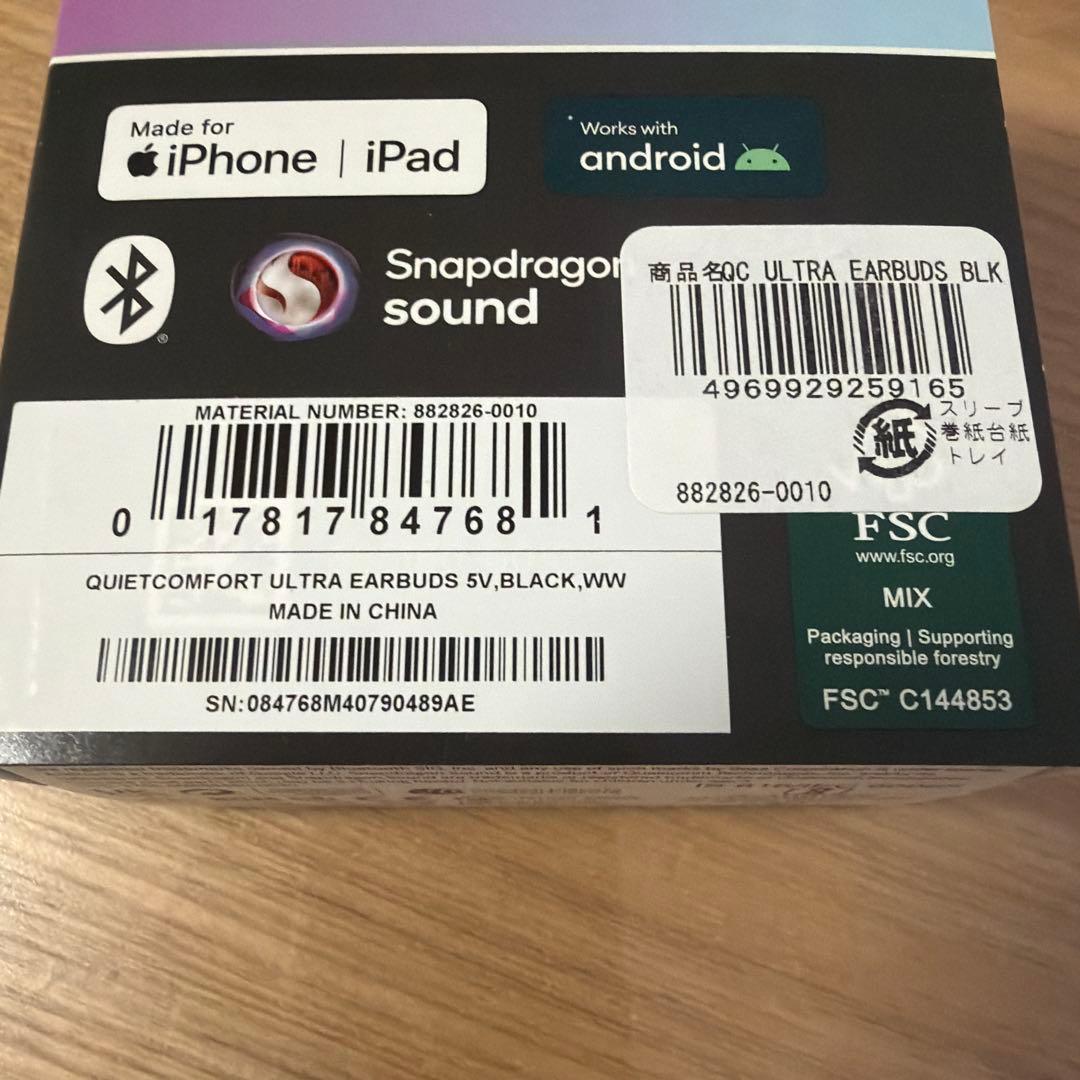 Made for
iPhone | iPad
Works with
android
Snapdragon
sound
商品名QC ULTRA EARBUDS BLK
4969929259165
スリーブ
巻紙台紙
トレイ
紙
882826-0010
MATERIAL NUMBER: 882826-0010
0 17817 84768 1
QUIETCOMFORT ULTRA EARBUDS 5V,BLACK,WW
MADE IN CHINA
SN:084768M40790489AE
FSC
www.fsc.org
MIX
Packaging | Supporting
responsible forestry
FSC™ C144853